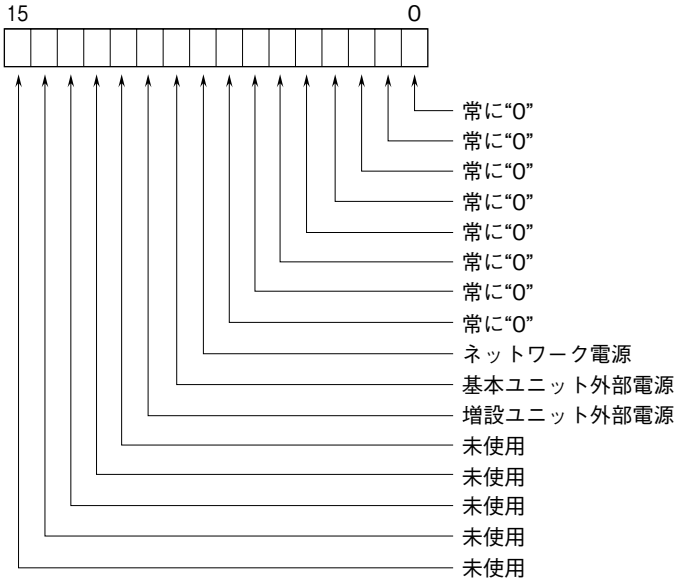 15 0
常に“0”
常に“0”
常に“0”
常に“0”
常に“0”
常に“0”
常に“0”
常に“0”
ネットワーク電源
基本ユニット外部電源
増設ユニット外部電源
未使用
未使用
未使用
未使用
未使用